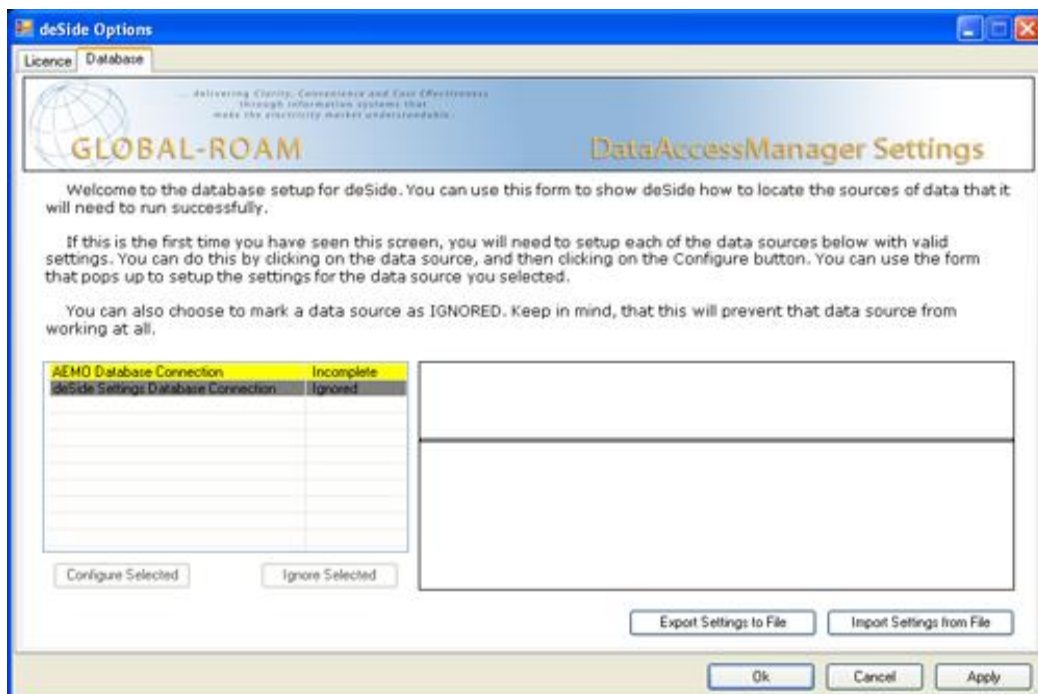 deSide Options
Licence Database
delivering Clarity, Convenience and Cost Effectiveness
through information systems that
make the electricity market understandable.
GLOBAL-ROAM DataAccessManager Settings
Welcome to the database setup for deSide. You can use this form to show deSide how to locate the sources of data that it
will need to run successfully.
If this is the first time you have seen this screen, you will need to setup each of the data sources below with valid
settings. You can do this by clicking on the data source, and then clicking on the Configure button. You can use the form
that pops up to setup the settings for the data source you selected.
You can also choose to mark a data source as IGNORED. Keep in mind, that this will prevent that data source from
working at all.
AEMO Database Connection Incomplete
deSide Settings Database Connection Ignored
Configure Selected Ignore Selected
Export Settings to File Import Settings from File
Ok Cancel Apply